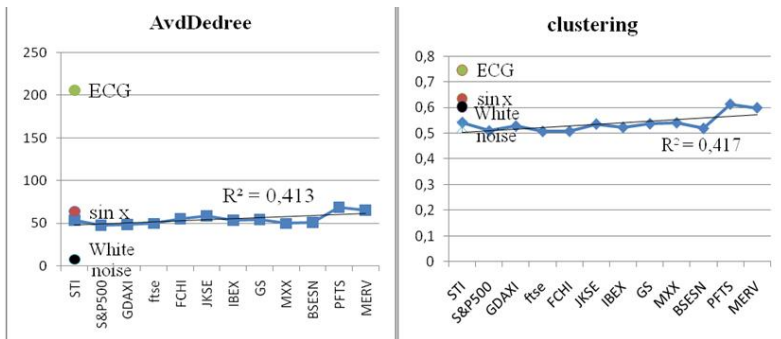 AvdDedree
250
200
150
100
50
0
ECG
sin x
White
noise
R² = 0,413
STI
S&P500
GDAXI
ftse
FCHI
JKSE
IBEX
GS
MXX
BSESN
PFTS
MERV
clustering
0,8
0,7
0,6
0,5
0,4
0,3
0,2
0,1
0
ECG
sin x
White
noise
R² = 0,417
STI
S&P500
GDAXI
ftse
FCHI
JKSE
IBEX
GS
MXX
BSESN
PFTS
MERV